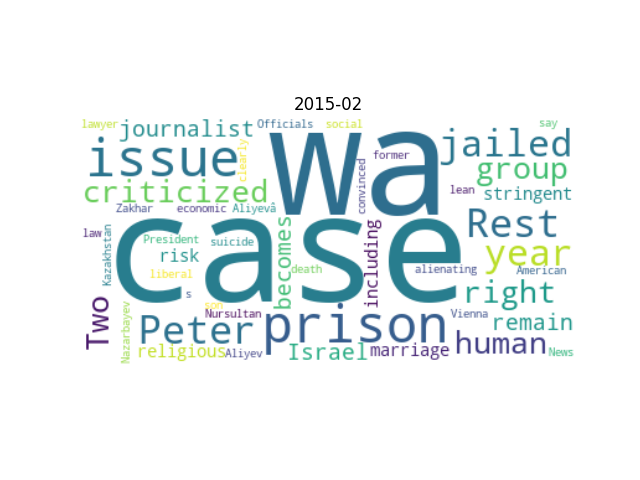 2015-02
lawyer
Officials
social
say
journalist
clearly
Wa
former
jailed
issue
convinced
group
criticized
lean
stringent
Zakhar
economic
Aliyevâ
law
Kazakhstan
President
suicide
risk
case
becomes
including
Rest
year
liberal
death
alienating
American
s
son
right
Two
Nazarbayev
Peter
Nursultan
prison
Vienna
remain
religious
Aliyev
Israel
marriage
human
News